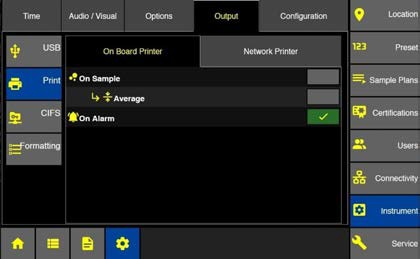 Time
Audio / Visual
Options
Output
Configuration
Location
USB
On Board Printer
Network Printer
123 Preset
Print
On Sample
Sample Plans
Average
CIFS
On Alarm
Certifications
Formatting
Users
Connectivity
Instrument
Service